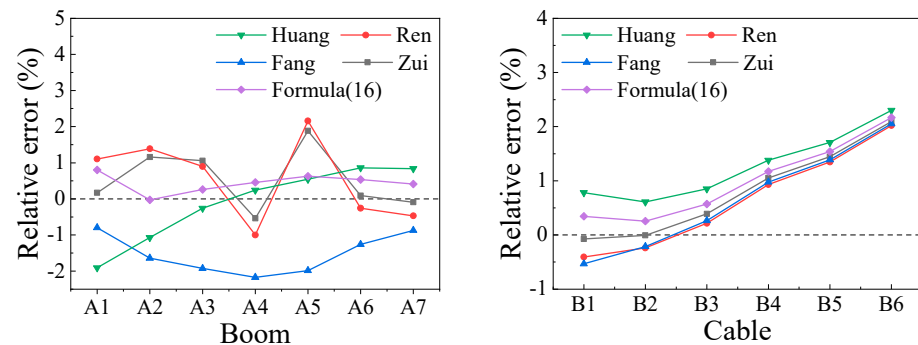 Relative error (%)
5
4
3
2
1
0
-1
-2
Huang
Ren
Fang
Zui
Formula(16)
A1 A2 A3 A4 A5 A6 A7
Boom
Relative error (%)
4
3
2
1
0
-1
Huang
Ren
Fang
Zui
Formula(16)
B1 B2 B3 B4 B5 B6
Cable